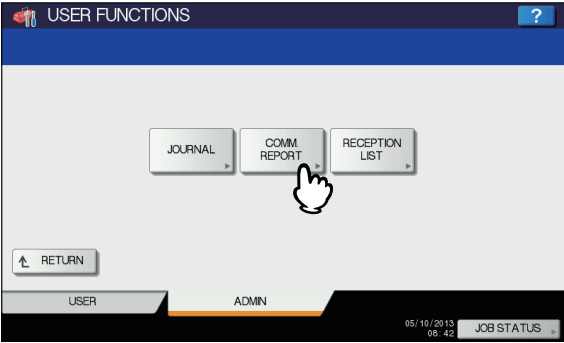 USER FUNCTIONS
?
JOURNAL
COMM.
REPORT
RECEPTION
LIST
RETURN
USER
ADMIN
05/10/2013
08:42
JOB STATUS